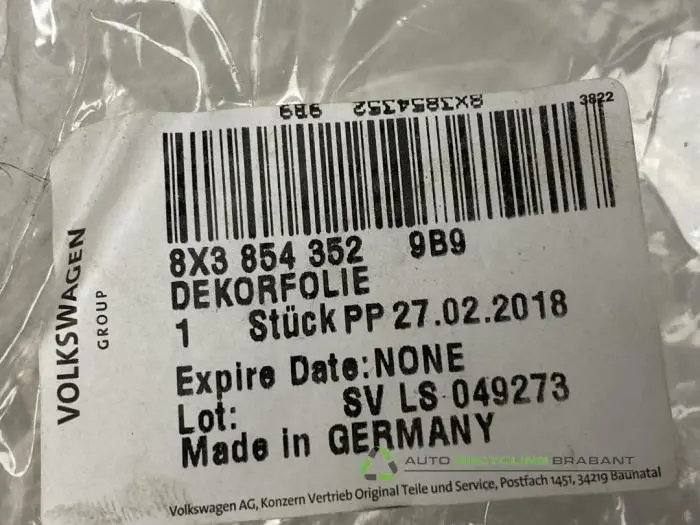 8X3854352 9B9
3822
VOLKSWAGEN
GROUP
8X3 854 352 9B9
DEKORFOLIE
1 Stück PP 27.02.2018
Expire Date: NONE
Lot: SV LS 049273
Made in GERMANY
AUTO RECYCLING BRABANT
Volkswagen AG, Konzern Vertrieb Original Teile und Service, Postfach 1451, 34219 Baunatal